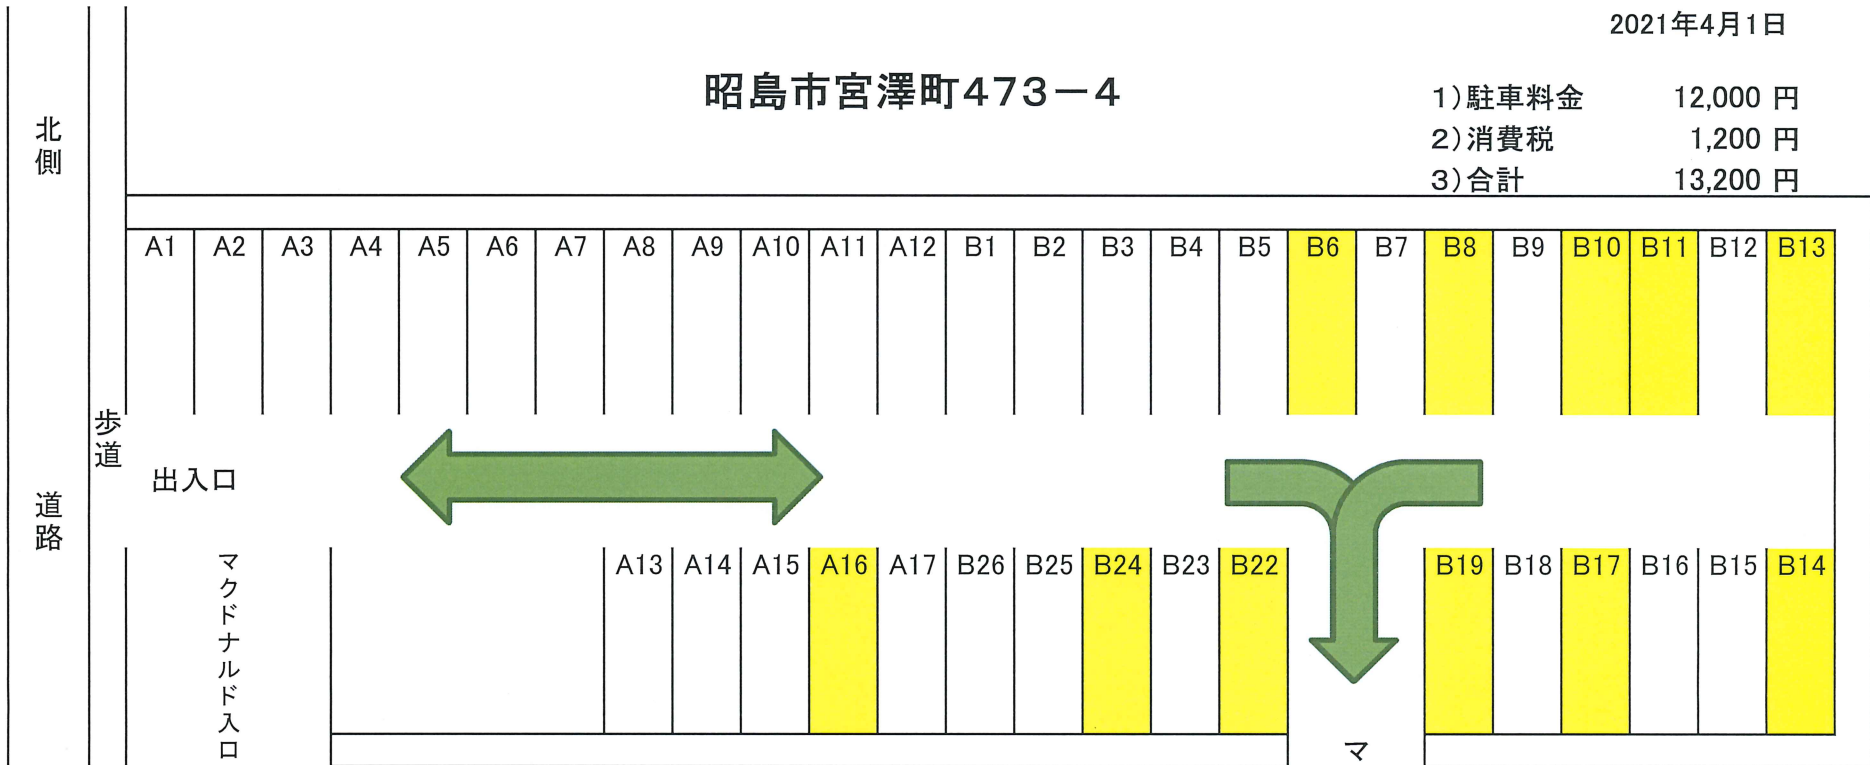 2021年4月1日
昭島市宮澤町473－4
1)駐車料金 12,000 円
2)消費税 1,200 円
3)合計 13,200 円
北側
道路
歩道
A1 A2 A3 A4 A5 A6 A7 A8 A9 A10 A11 A12 B1 B2 B3 B4 B5 B6 B7 B8 B9 B10 B11 B12 B13
出入口
マクドナルド入口
A13 A14 A15 A16 A17 B26 B25 B24 B23 B22 B19 B18 B17 B16 B15 B14
マ